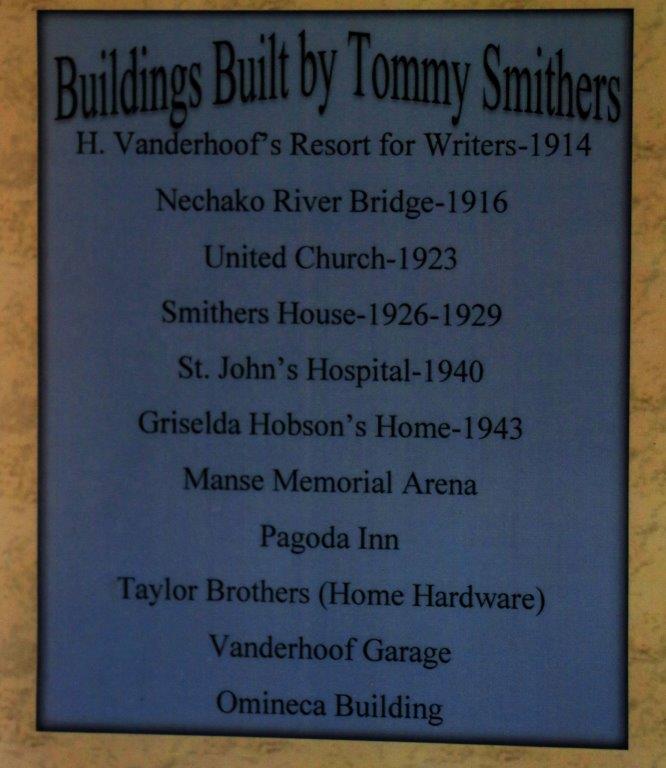 Buildings Built by Tommy Smithers
H. Vanderhoof's Resort for Writers-1914
Nechako River Bridge-1916
United Church-1923
Smithers House-1926-1929
St. John's Hospital-1940
Griselda Hobson's Home-1943
Manse Memorial Arena
Pagoda Inn
Taylor Brothers (Home Hardware)
Vanderhoof Garage
Omineca Building